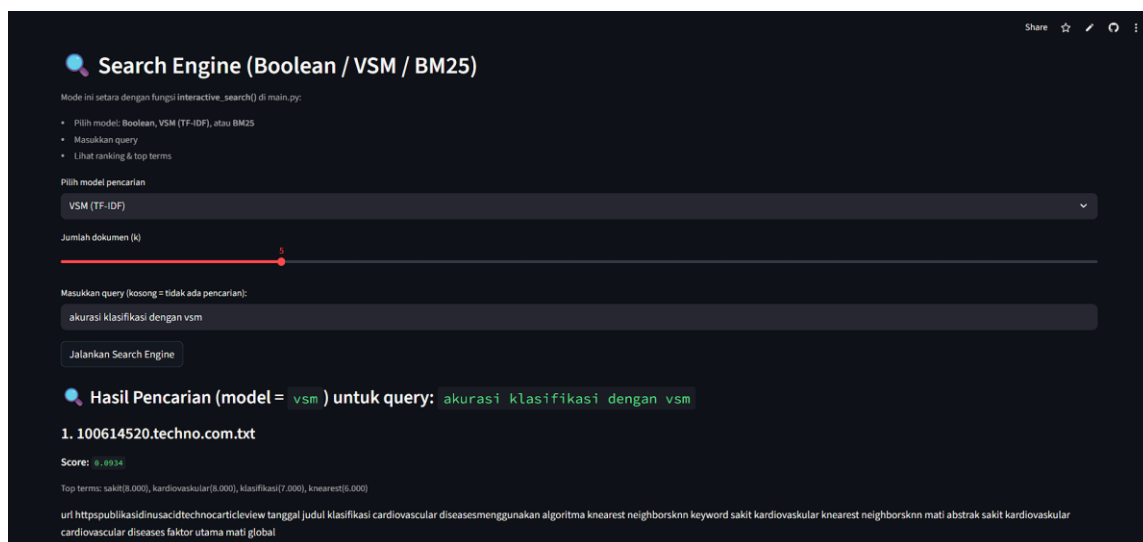 Share
Search Engine (Boolean / VSM / BM25)
Mode ini setara dengan fungsi interactive_search() di main.py:
• Pilih model: Boolean, VSM (TF-IDF), atau BM25
• Masukkan query
• Lihat ranking & top terms
Pilih model pencarian
VSM (TF-IDF)
Jumlah dokumen (k)
5
Masukkan query (kosong = tidak ada pencarian):
akurasi klasifikasi dengan vsm
Jalankan Search Engine
Hasil Pencarian (model = vsm ) untuk query: akurasi klasifikasi dengan vsm
1. 100614520.techno.com.txt
Score: 0.0934
Top terms: sakit(8.000), kardiovaskular(8.000), klasifikasi(7.000), knearest(6.000)
url httpspublikasidinusacidtechnocarticleview tanggal judul klasifikasi cardiovascular diseasesmenggunakan algoritma knearest neighborsknn keyword sakit kardiovaskular knearest neighborsknn mati abstrak sakit kardiovaskular
cardiovascular diseases faktor utama mati global